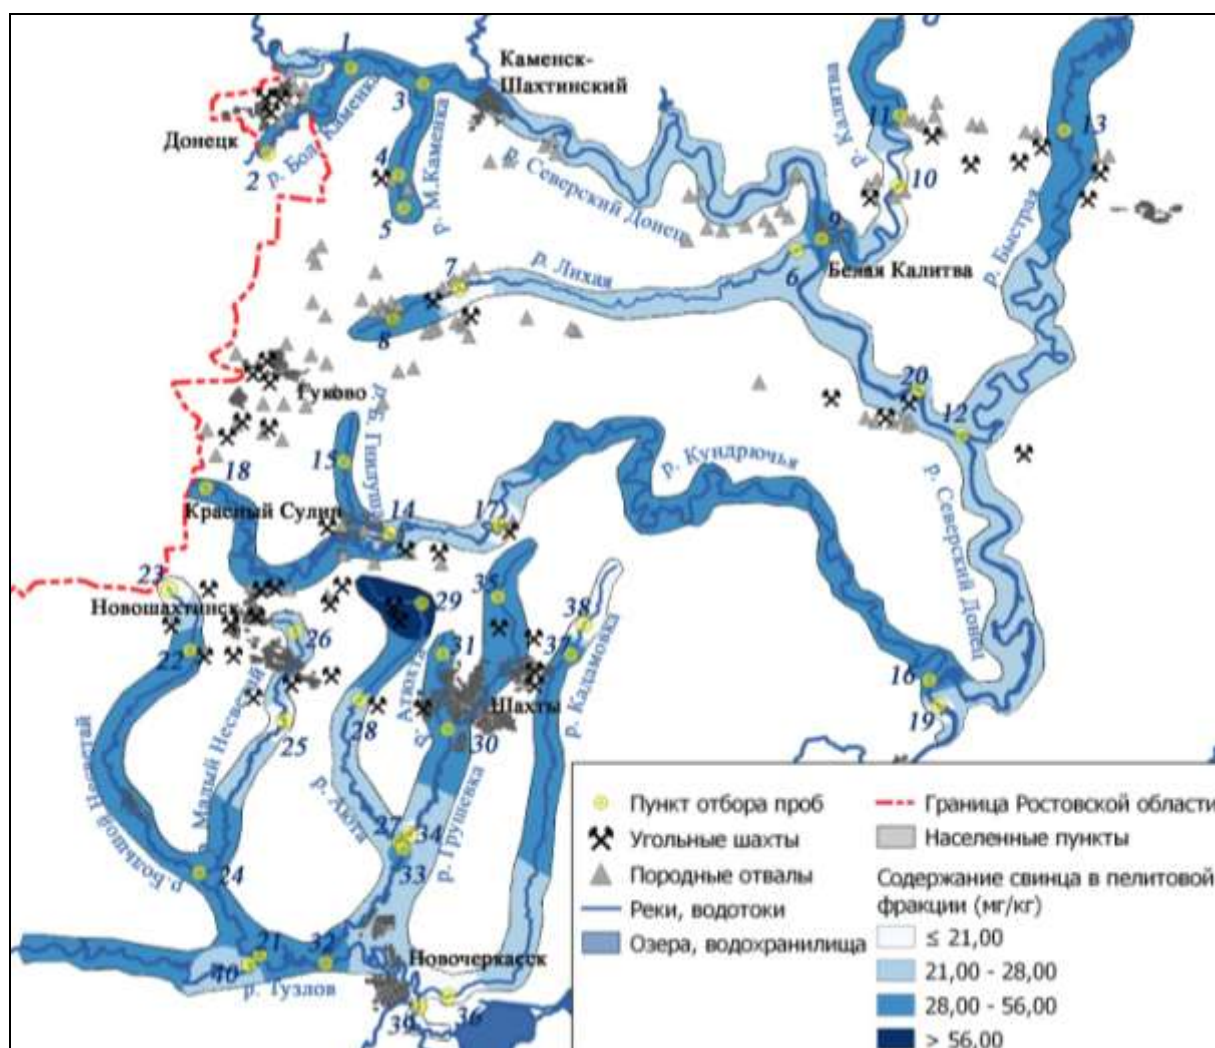 1
3
Каменск-
Шахтинский
Донецк
2
р. Бол. Каменка
4
5
р. М.Каменка
р. Северский Донец
р. Калитва
11
10
13
р. Быстрая
9
Белая Калитва
6
7
р. Лихая
8
Гуково
р. Б. Гнилуша
15
18
Красный Сулин
14
17
р. Кундрючья
20
12
р. Северский Донец
16
19
23
Новошахтинск
22
26
25
р. Малый Несветай
р. Большой Несветай
24
29
28
р. Аюта
31
р. Атюхта
35
Шахты
30
38
37
р. Кадамовка
р. Грушевка
27
34
33
21
40
32
р. Тузлов
Новочеркасск
39
36
Пункт отбора проб
Угольные шахты
Породные отвалы
Реки, водотоки
Озера, водохранилища
Граница Ростовской области
Населенные пункты
Содержание свинца в пелитовой
фракции (мг/кг)
≤ 21,00
21,00 - 28,00
28,00 - 56,00
> 56,00